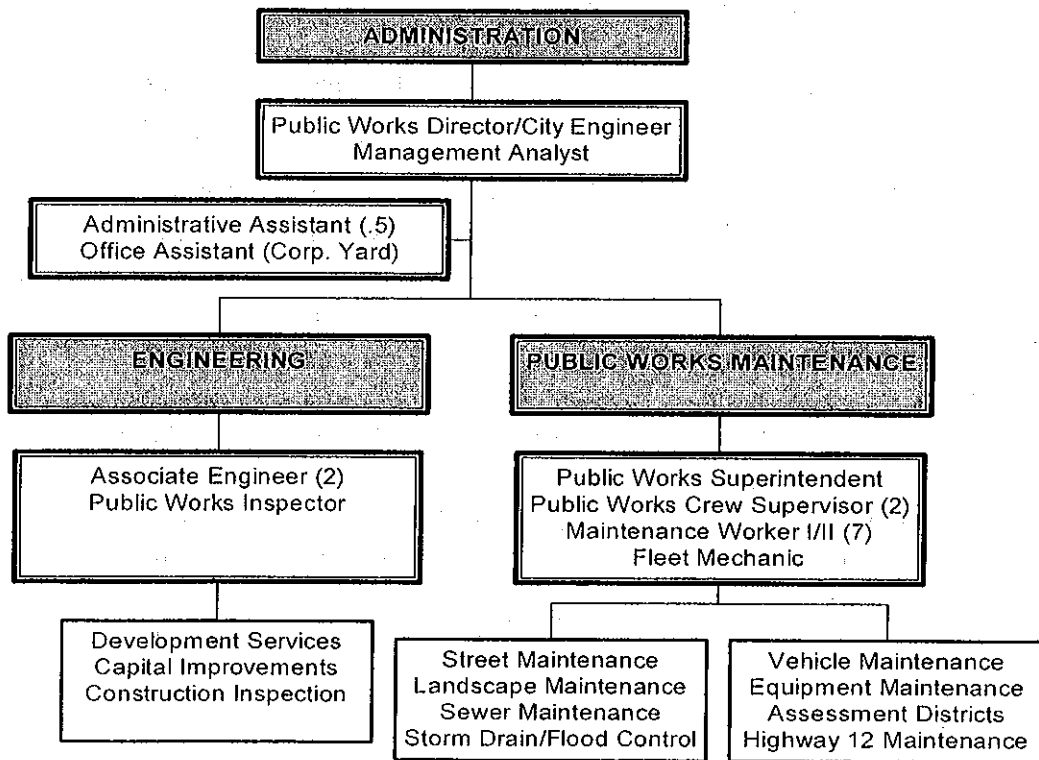 ADMINISTRATION
Public Works Director/City Engineer
Management Analyst
Administrative Assistant (.5)
Office Assistant (Corp. Yard)
ENGINEERING
PUBLIC WORKS MAINTENANCE
Associate Engineer (2)
Public Works Inspector
Public Works Superintendent
Public Works Crew Supervisor (2)
Maintenance Worker I/II (7)
Fleet Mechanic
Development Services
Capital Improvements
Construction Inspection
Street Maintenance
Landscape Maintenance
Sewer Maintenance
Storm Drain/Flood Control
Vehicle Maintenance
Equipment Maintenance
Assessment Districts
Highway 12 Maintenance